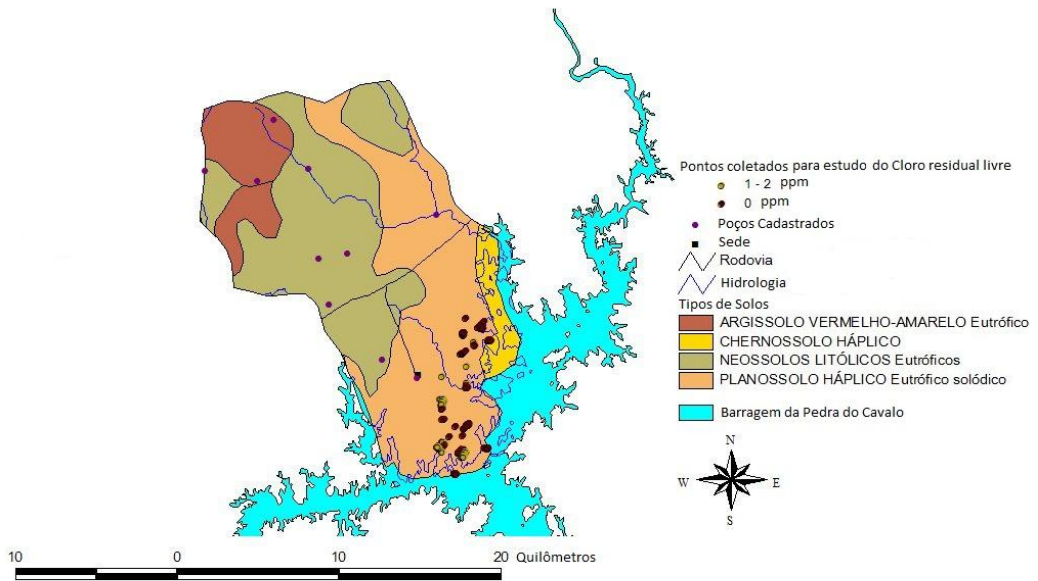 Pontos coletados para estudo do Cloro residual livre
1 - 2 ppm
0 ppm
Poços Cadastrados
Sede
Rodovia
Hidrologia
Tipos de Solos
ARGISSOLO VERMELHO-AMARELO Eutrófico
CHERNOSSOLO HÁPLICO
NEOSSOLOS LITÓLICOS Eutróficos
PLANOSSOLO HÁPLICO Eutrófico solódico
Barragem da Pedra do Cavalo
N
W E
S
10 0 10 20 Quilômetros